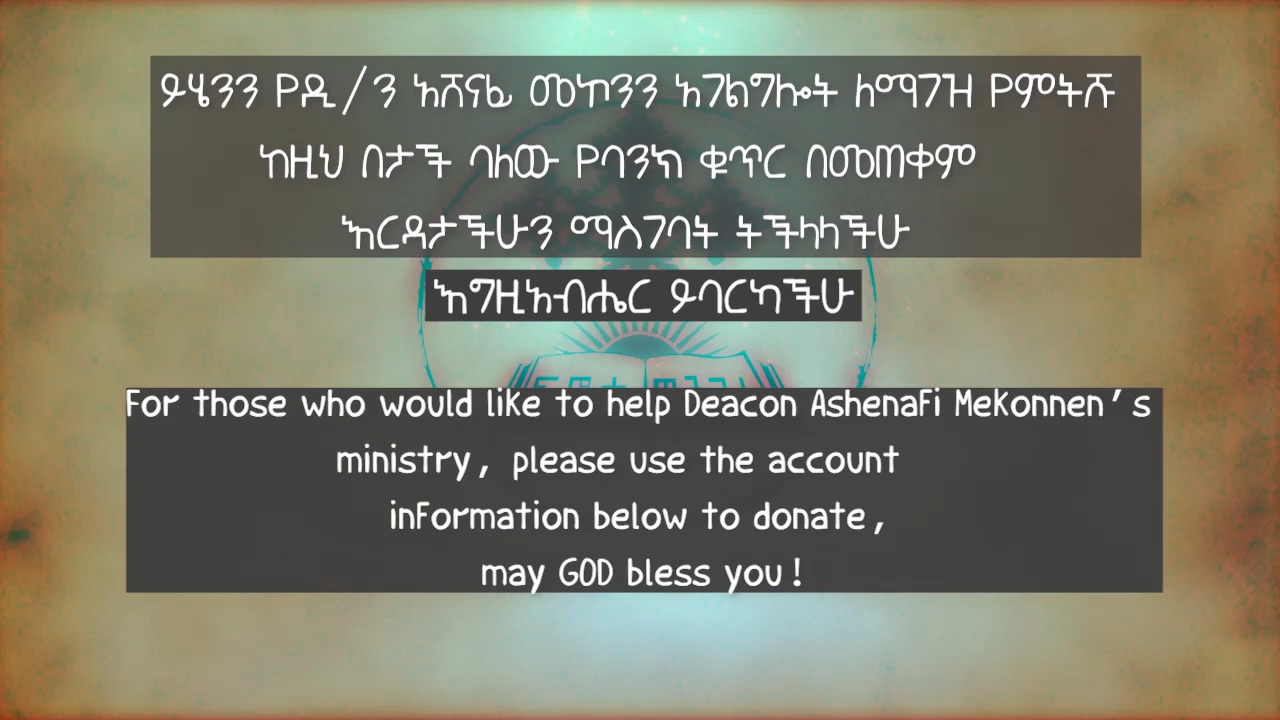 ይሄንን የዲ/ን አሸናፊ መኮንን አገልግሎት ለማገዝ የምትሹ
ከዚህ በታች ባለው የባንክ ቁጥር በመጠቀም
እርዳታችሁን ማስገባት ትችላላችሁ
እግዚአብሔር ይባርካችሁ
For those who would like to help Deacon Ashenafi Mekonnen's
ministry, please use the account
information below to donate,
may GOD bless you!